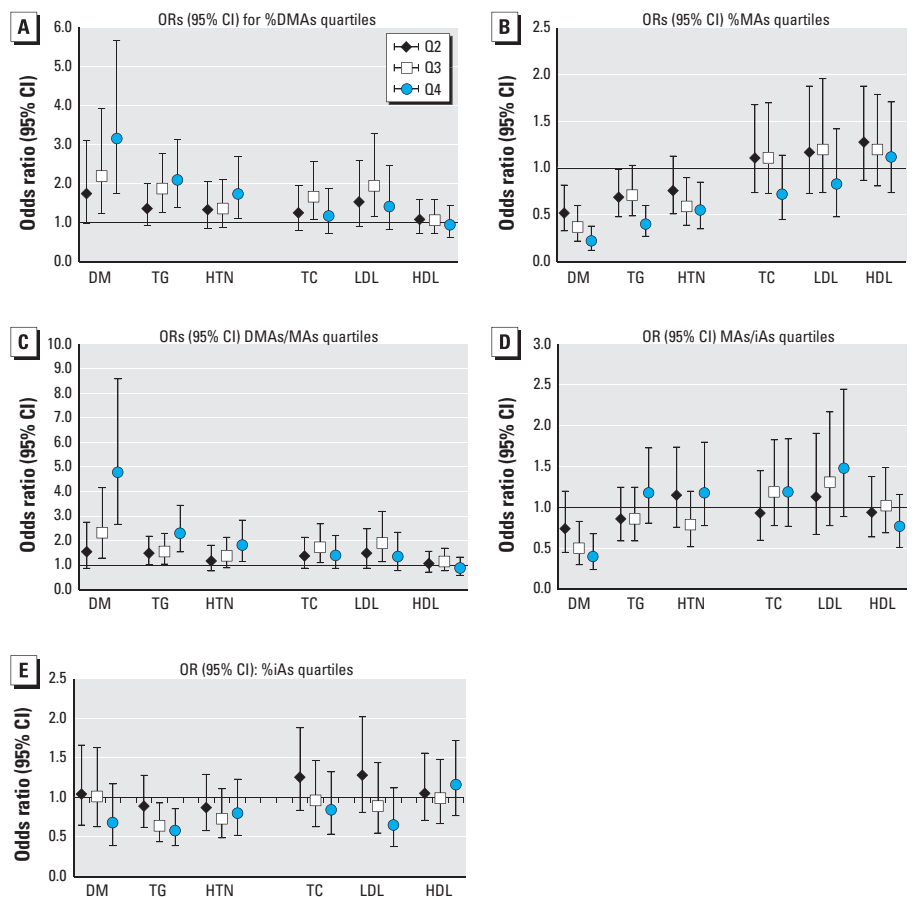 A
ORs (95% CI) for %DMAs quartiles
Odds ratio (95% CI)
6.0
5.0
4.0
3.0
2.0
1.0
0.0
Q2
Q3
Q4
DM TG HTN TC LDL HDL
B
ORs (95% CI) %MAs quartiles
Odds ratio (95% CI)
2.5
2.0
1.5
1.0
0.5
0.0
DM TG HTN TC LDL HDL
C
ORs (95% CI) DMAs/MAs quartiles
Odds ratio (95% CI)
10.0
9.0
8.0
7.0
6.0
5.0
4.0
3.0
2.0
1.0
0.0
DM TG HTN TC LDL HDL
D
OR (95% CI) MAs/iAs quartiles
Odds ratio (95% CI)
3.0
2.5
2.0
1.5
1.0
0.5
0.0
DM TG HTN TC LDL HDL
E
OR (95% CI): %iAs quartiles
Odds ratio (95% CI)
2.5
2.0
1.5
1.0
0.5
0.0
DM TG HTN TC LDL HDL